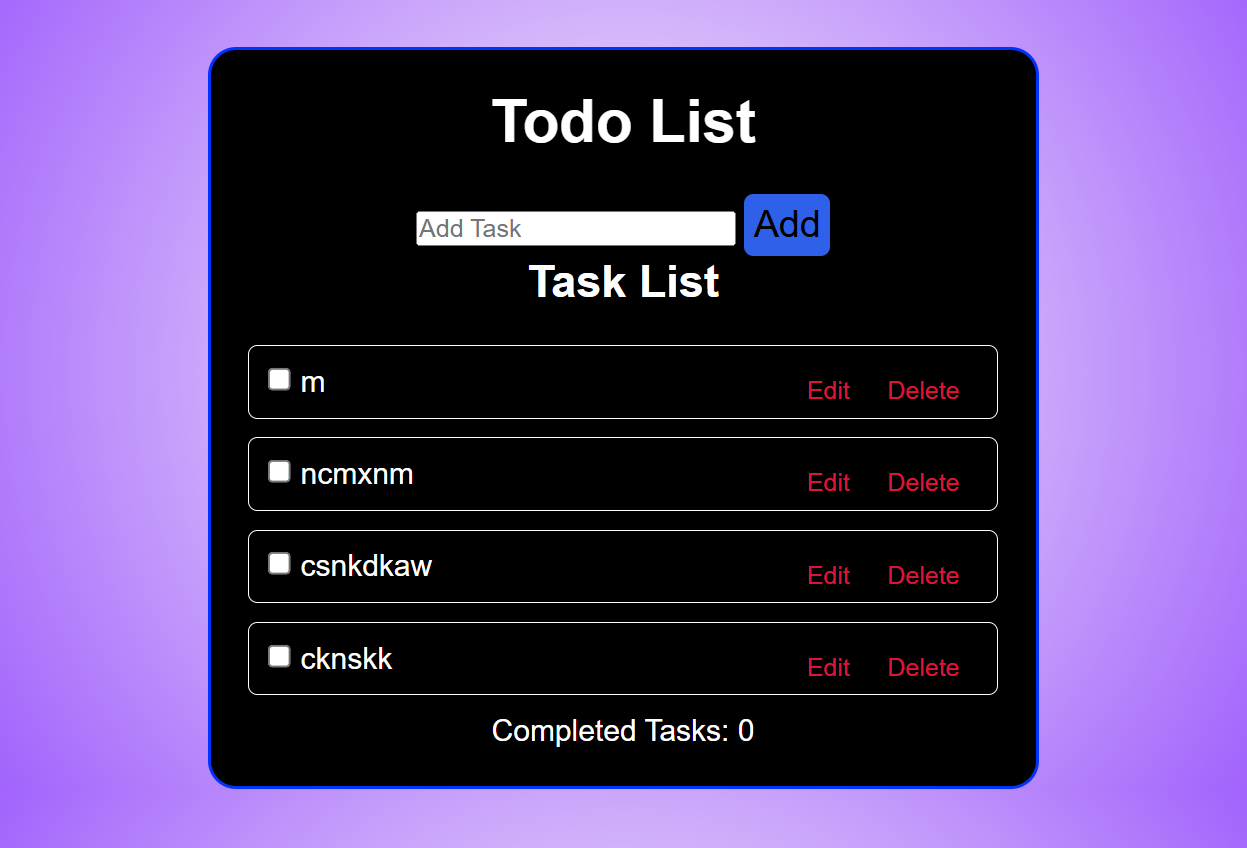 Todo List
Add Task Add
Task List
m Edit Delete
ncmxnm Edit Delete
csnkdkaw Edit Delete
cknskk Edit Delete
Completed Tasks: 0